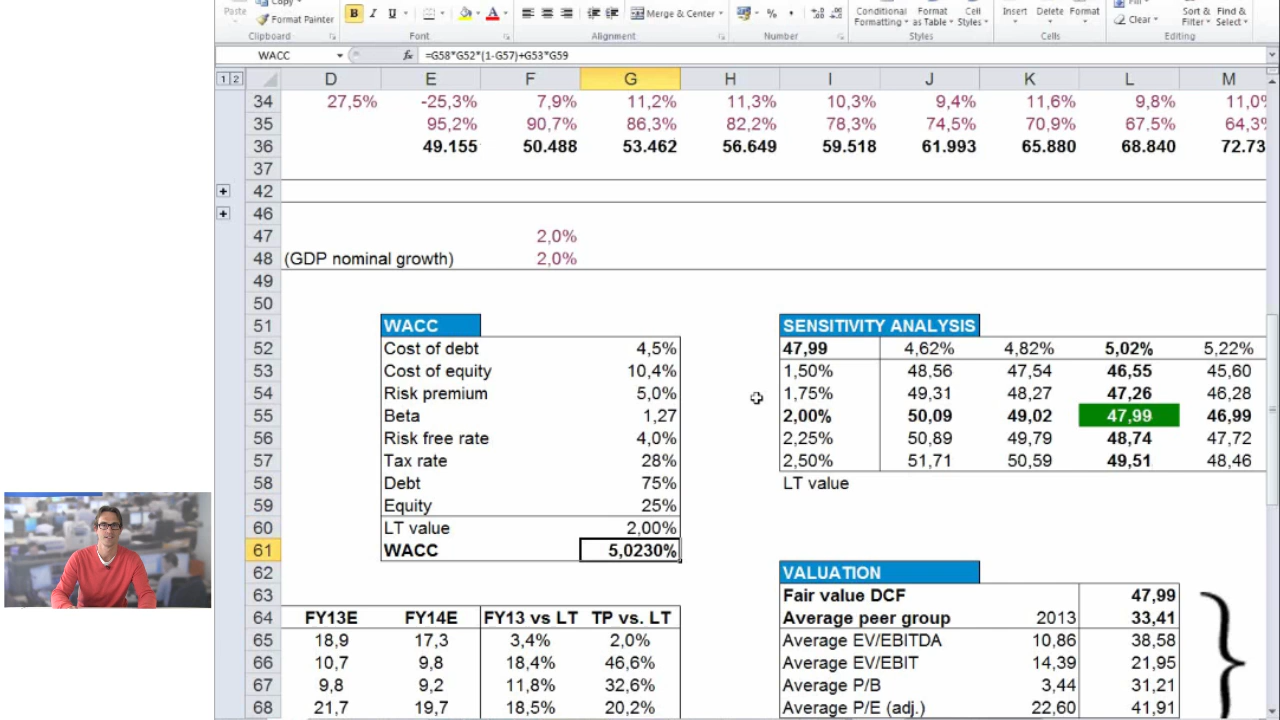 Paste
Copy
Format Painter
Clipboard
B I U A
Font
Merge & Center
Alignment
%
Number
Conditional Formatting
Format as Table
Cell Styles
Styles
Insert
Delete
Format
Cells
Fill
Clear
Sort & Filter
Find & Select
Editing
WACC fx =G58*G52*(1-G57)+G53*G59
1 2 D E F G H I J K L M
34 27,5% -25,3% 7,9% 11,2% 11,3% 10,3% 9,4% 11,6% 9,8% 11,0%
35 95,2% 90,7% 86,3% 82,2% 78,3% 74,5% 70,9% 67,5% 64,3%
36 49.155 50.488 53.462 56.649 59.518 61.993 65.880 68.840 72.73
37
+ 42
+ 46
47 2,0%
48 (GDP nominal growth) 2,0%
49
50
51 WACC SENSITIVITY ANALYSIS
52 Cost of debt 4,5% 47,99 4,62% 4,82% 5,02% 5,22%
53 Cost of equity 10,4% 1,50% 48,56 47,54 46,55 45,60
54 Risk premium 5,0% 1,75% 49,31 48,27 47,26 46,28
55 Beta 1,27 2,00% 50,09 49,02 47,99 46,99
56 Risk free rate 4,0% 2,25% 50,89 49,79 48,74 47,72
57 Tax rate 28% 2,50% 51,71 50,59 49,51 48,46
58 Debt 75% LT value
59 Equity 25%
60 LT value 2,00%
61 WACC 5,0230%
62 VALUATION
63 Fair value DCF 47,99
64 FY13E FY14E FY13 vs LT TP vs. LT Average peer group 2013 33,41
65 18,9 17,3 3,4% 2,0% Average EV/EBITDA 10,86 38,58
66 10,7 9,8 18,4% 46,6% Average EV/EBIT 14,39 21,95
67 9,8 9,2 11,8% 32,6% Average P/B 3,44 31,21
68 21,7 19,7 18,5% 20,2% Average P/E (adj.) 22,60 41,91